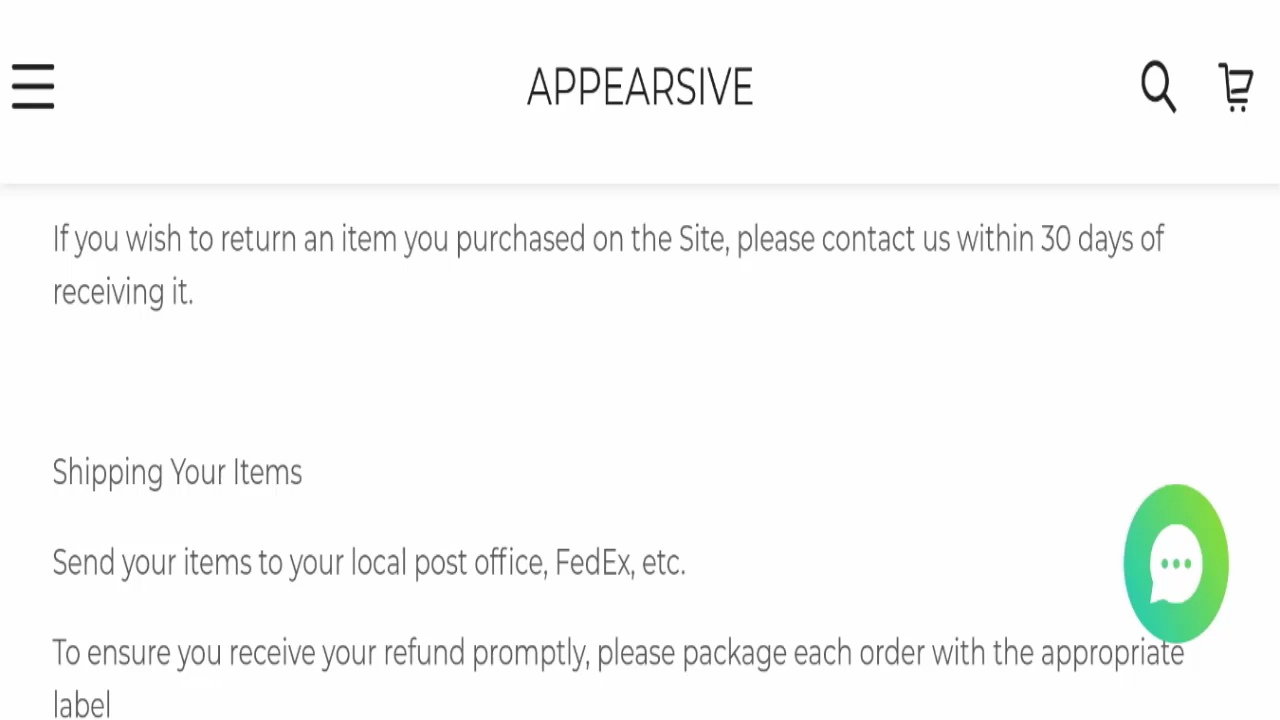 APPEARSIVE
If you wish to return an item you purchased on the Site, please contact us within 30 days of
receiving it.
Shipping Your Items
Send your items to your local post office, FedEx, etc.
To ensure you receive your refund promptly, please package each order with the appropriate
label